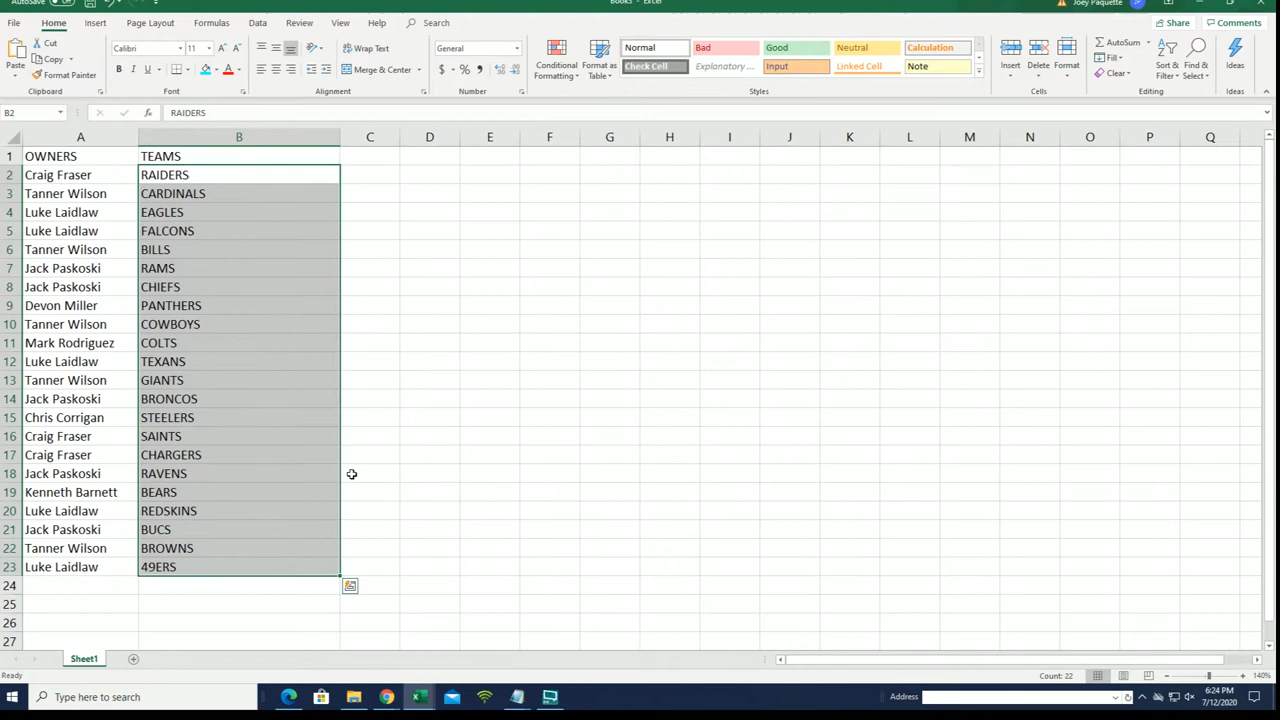 AutoSave Off
Book5 - Excel
Joey Paquette
JP
File Home Insert Page Layout Formulas Data Review View Help Search
Share Comments
Paste
Cut
Copy
Format Painter
Calibri 11
B I U
Wrap Text
Merge & Center
General
$ % ,
Conditional Formatting
Format as Table
Normal Bad Good Neutral Calculation
Check Cell Explanatory ... Input Linked Cell Note
Insert Delete Format
AutoSum
Fill
Clear
Sort & Filter
Find & Select
Ideas
Clipboard Font Alignment Number Styles Cells Editing Ideas
B2 fx RAIDERS
A B C D E F G H I J K L M N O P Q
1 OWNERS TEAMS
2 Craig Fraser RAIDERS
3 Tanner Wilson CARDINALS
4 Luke Laidlaw EAGLES
5 Luke Laidlaw FALCONS
6 Tanner Wilson BILLS
7 Jack Paskoski RAMS
8 Jack Paskoski CHIEFS
9 Devon Miller PANTHERS
10 Tanner Wilson COWBOYS
11 Mark Rodriguez COLTS
12 Luke Laidlaw TEXANS
13 Tanner Wilson GIANTS
14 Jack Paskoski BRONCOS
15 Chris Corrigan STEELERS
16 Craig Fraser SAINTS
17 Craig Fraser CHARGERS
18 Jack Paskoski RAVENS
19 Kenneth Barnett BEARS
20 Luke Laidlaw REDSKINS
21 Jack Paskoski BUCS
22 Tanner Wilson BROWNS
23 Luke Laidlaw 49ERS
24
25
26
27
Sheet1
Ready
Count: 22
140%
Type here to search
Address
6:24 PM
7/12/2020